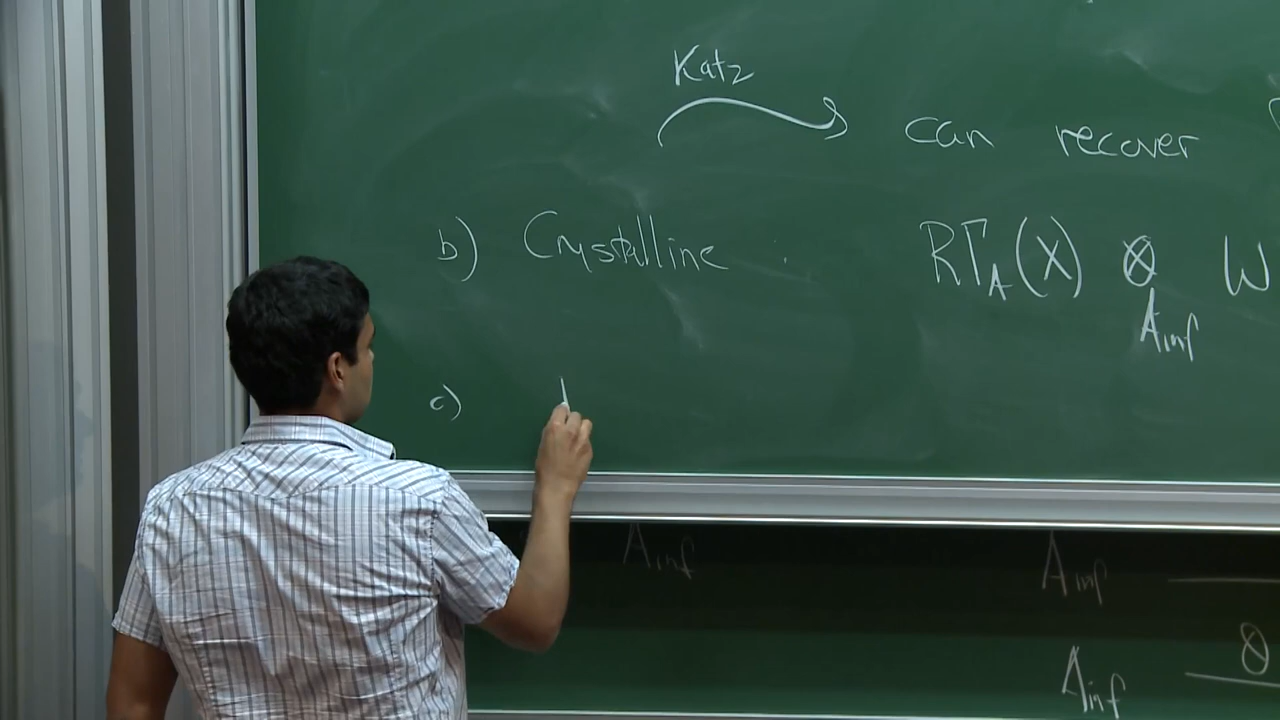 Katz
can recover
b) Crystalline . RΓ_A(X) ⊗_{A_inf} W
c)
A_inf A_inf
A_inf θ